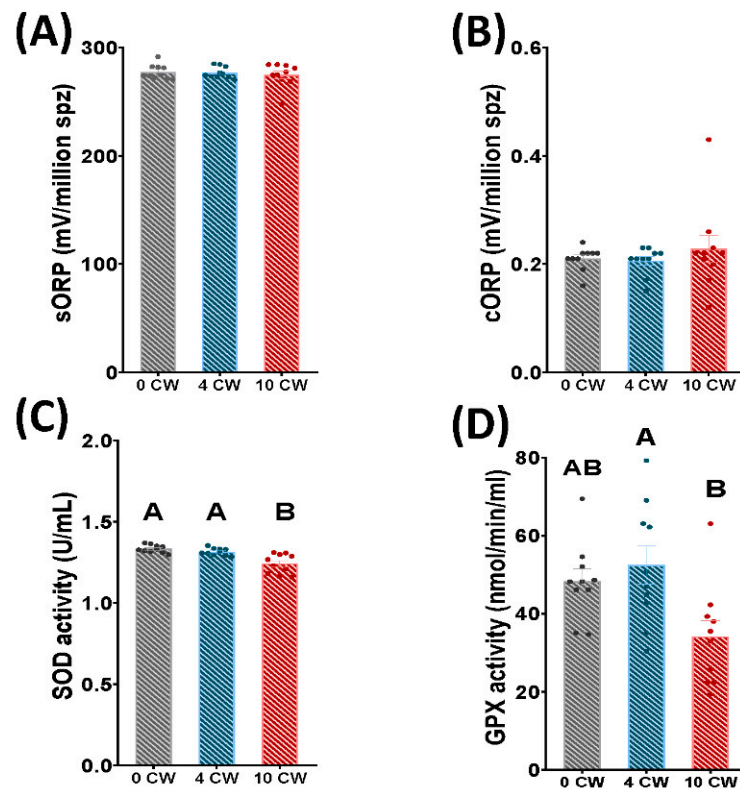 (A)
sORP (mV/million spz)
300
200
100
0
0 CW 4 CW 10 CW
(B)
cORP (mV/million spz)
0.6
0.4
0.2
0.0
0 CW 4 CW 10 CW
(C)
SOD activity (U/mL)
2.0
1.5
1.0
0.5
0.0
A A B
0 CW 4 CW 10 CW
(D)
GPX activity (nmol/min/ml)
80
60
40
20
0
AB A B
0 CW 4 CW 10 CW